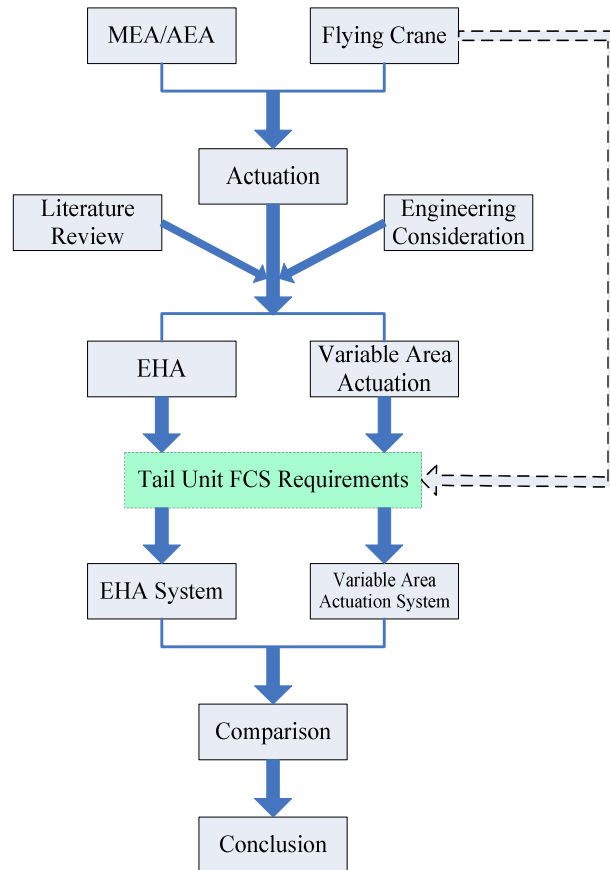 MEA/AEA
Flying Crane
Actuation
Literature
Review
Engineering
Consideration
EHA
Variable Area
Actuation
Tail Unit FCS Requirements
EHA System
Variable Area
Actuation System
Comparison
Conclusion